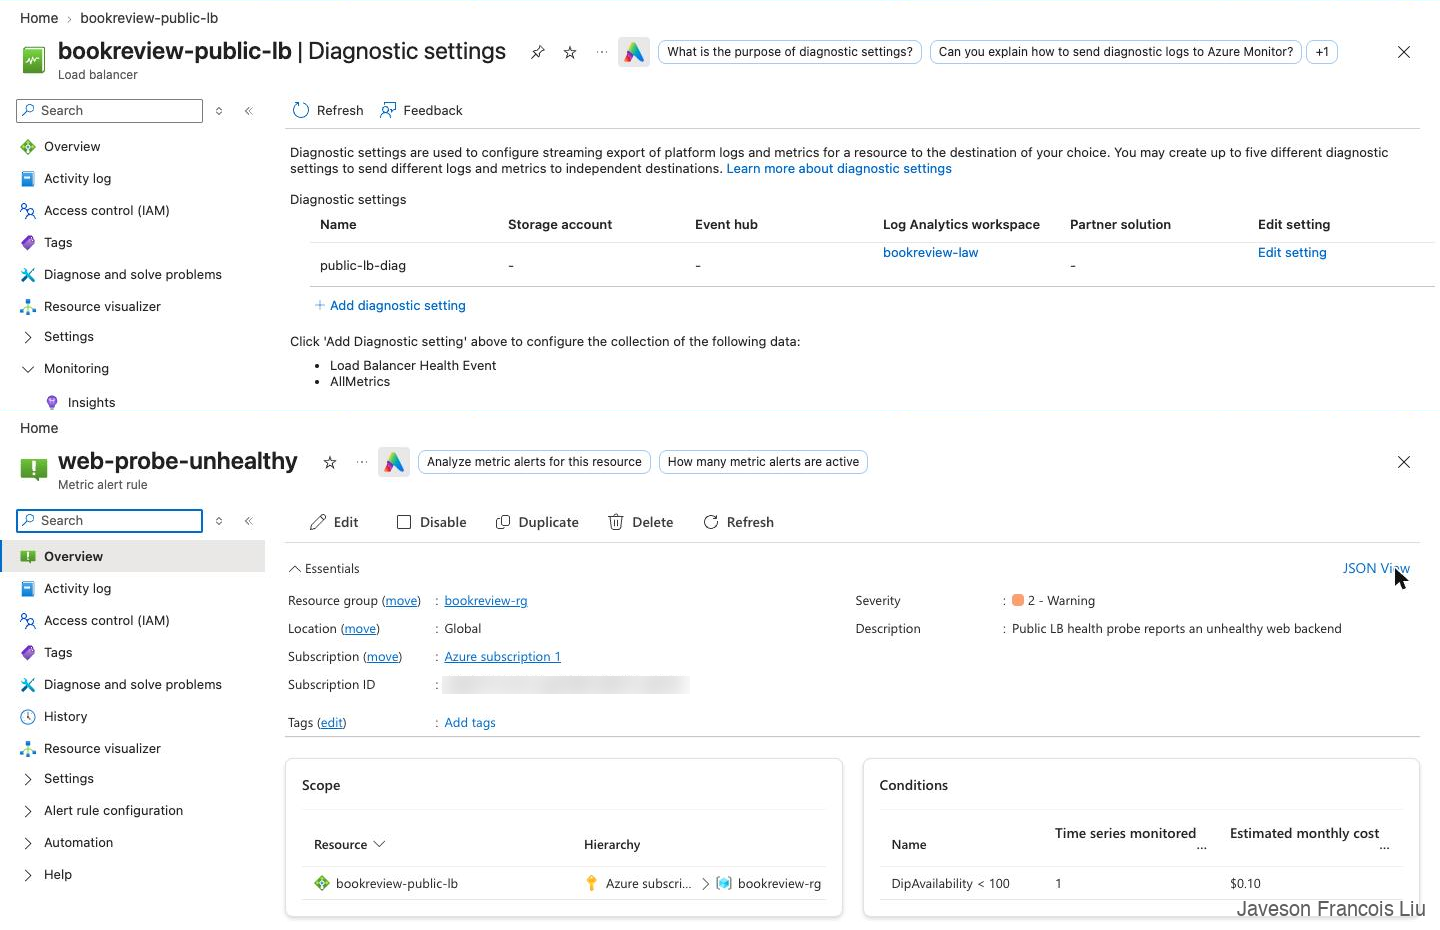 Home > bookreview-public-lb
bookreview-public-lb | Diagnostic settings
What is the purpose of diagnostic settings?
Can you explain how to send diagnostic logs to Azure Monitor?
+1
Load balancer
Search
Refresh
Feedback
Overview
Activity log
Access control (IAM)
Tags
Diagnose and solve problems
Resource visualizer
Settings
Monitoring
Insights
Diagnostic settings are used to configure streaming export of platform logs and metrics for a resource to the destination of your choice. You may create up to five different diagnostic
settings to send different logs and metrics to independent destinations. Learn more about diagnostic settings
Diagnostic settings
Name Storage account Event hub Log Analytics workspace Partner solution Edit setting
public-lb-diag - - bookreview-law - Edit setting
+ Add diagnostic setting
Click 'Add Diagnostic setting' above to configure the collection of the following data:
• Load Balancer Health Event
• AllMetrics
Home
web-probe-unhealthy
Analyze metric alerts for this resource
How many metric alerts are active
Metric alert rule
Search
Edit
Disable
Duplicate
Delete
Refresh
Overview
Activity log
Access control (IAM)
Tags
Diagnose and solve problems
History
Resource visualizer
Settings
Alert rule configuration
Automation
Help
Essentials
JSON View
Resource group (move) : bookreview-rg
Location (move) : Global
Subscription (move) : Azure subscription 1
Subscription ID :
Tags (edit) : Add tags
Severity : 2 - Warning
Description : Public LB health probe reports an unhealthy web backend
Scope
Resource Hierarchy
bookreview-public-lb Azure subscri... > bookreview-rg
Conditions
Name Time series monitored ... Estimated monthly cost ...
DipAvailability < 100 1 $0.10
Javeson Francois Liu